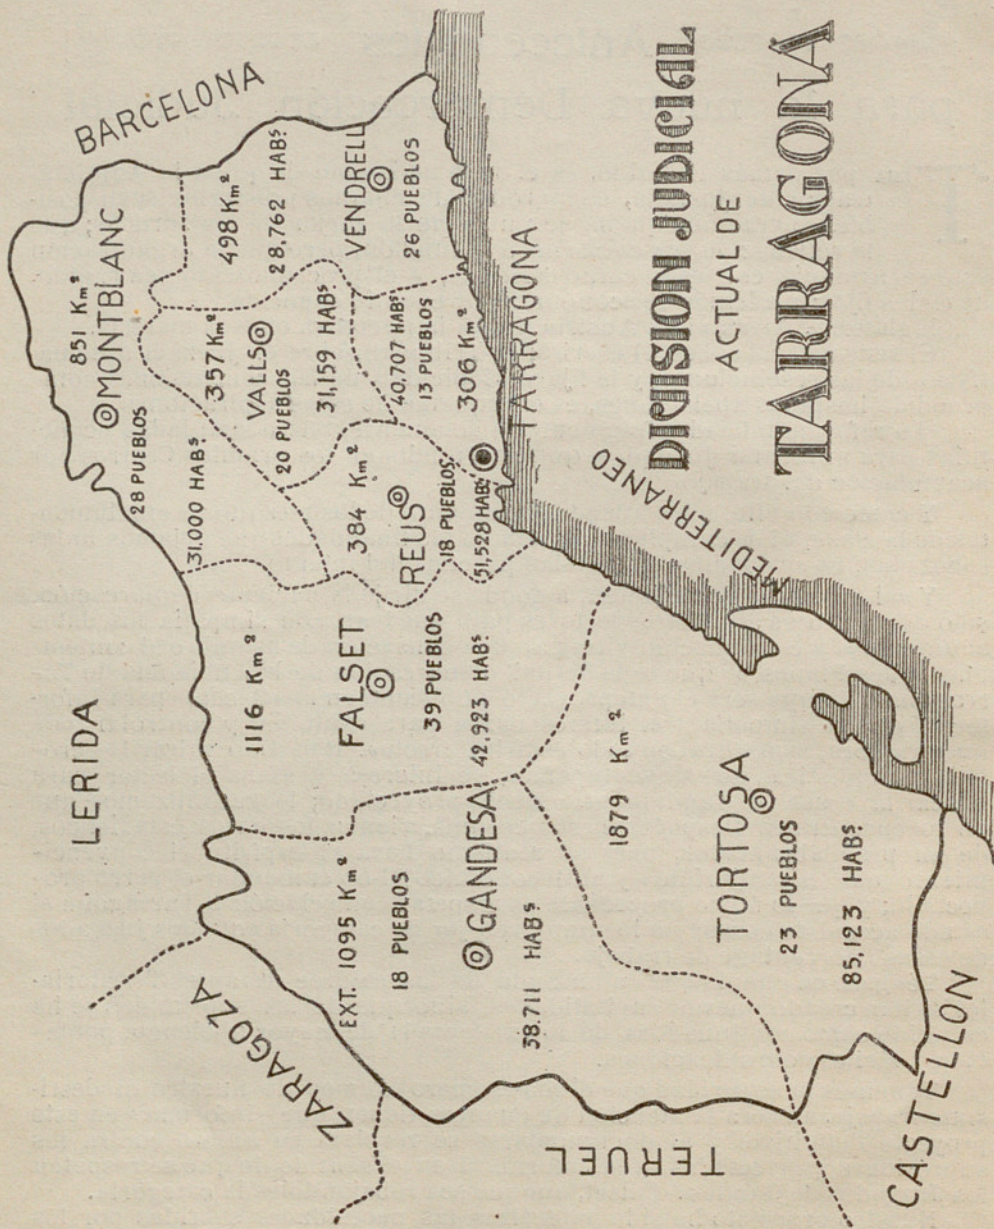 DIVISION JUDICIAL
ACTUAL DE
TARRAGONA
LERIDA
BARCELONA
ZARAGOZA
TERUEL
CASTELLON
MEDITERRANEO
851 Km²
MONTBLANC
28 PUEBLOS
31.000 HABˢ
498 Km²
28,762 HABˢ
VENDRELL
26 PUEBLOS
357 Km²
VALLS
20 PUEBLOS
31,159 HABˢ
40,707 HABˢ
13 PUEBLOS
306 Km²
TARRAGONA
384 Km²
REUS
18 PUEBLOS
51,528 HABˢ
1116 Km²
FALSET
39 PUEBLOS
42,923 HABˢ
EXT. 1095 Km²
18 PUEBLOS
GANDESA
38.711 HABˢ
1879 Km²
TORTOSA
23 PUEBLOS
85,123 HABˢ